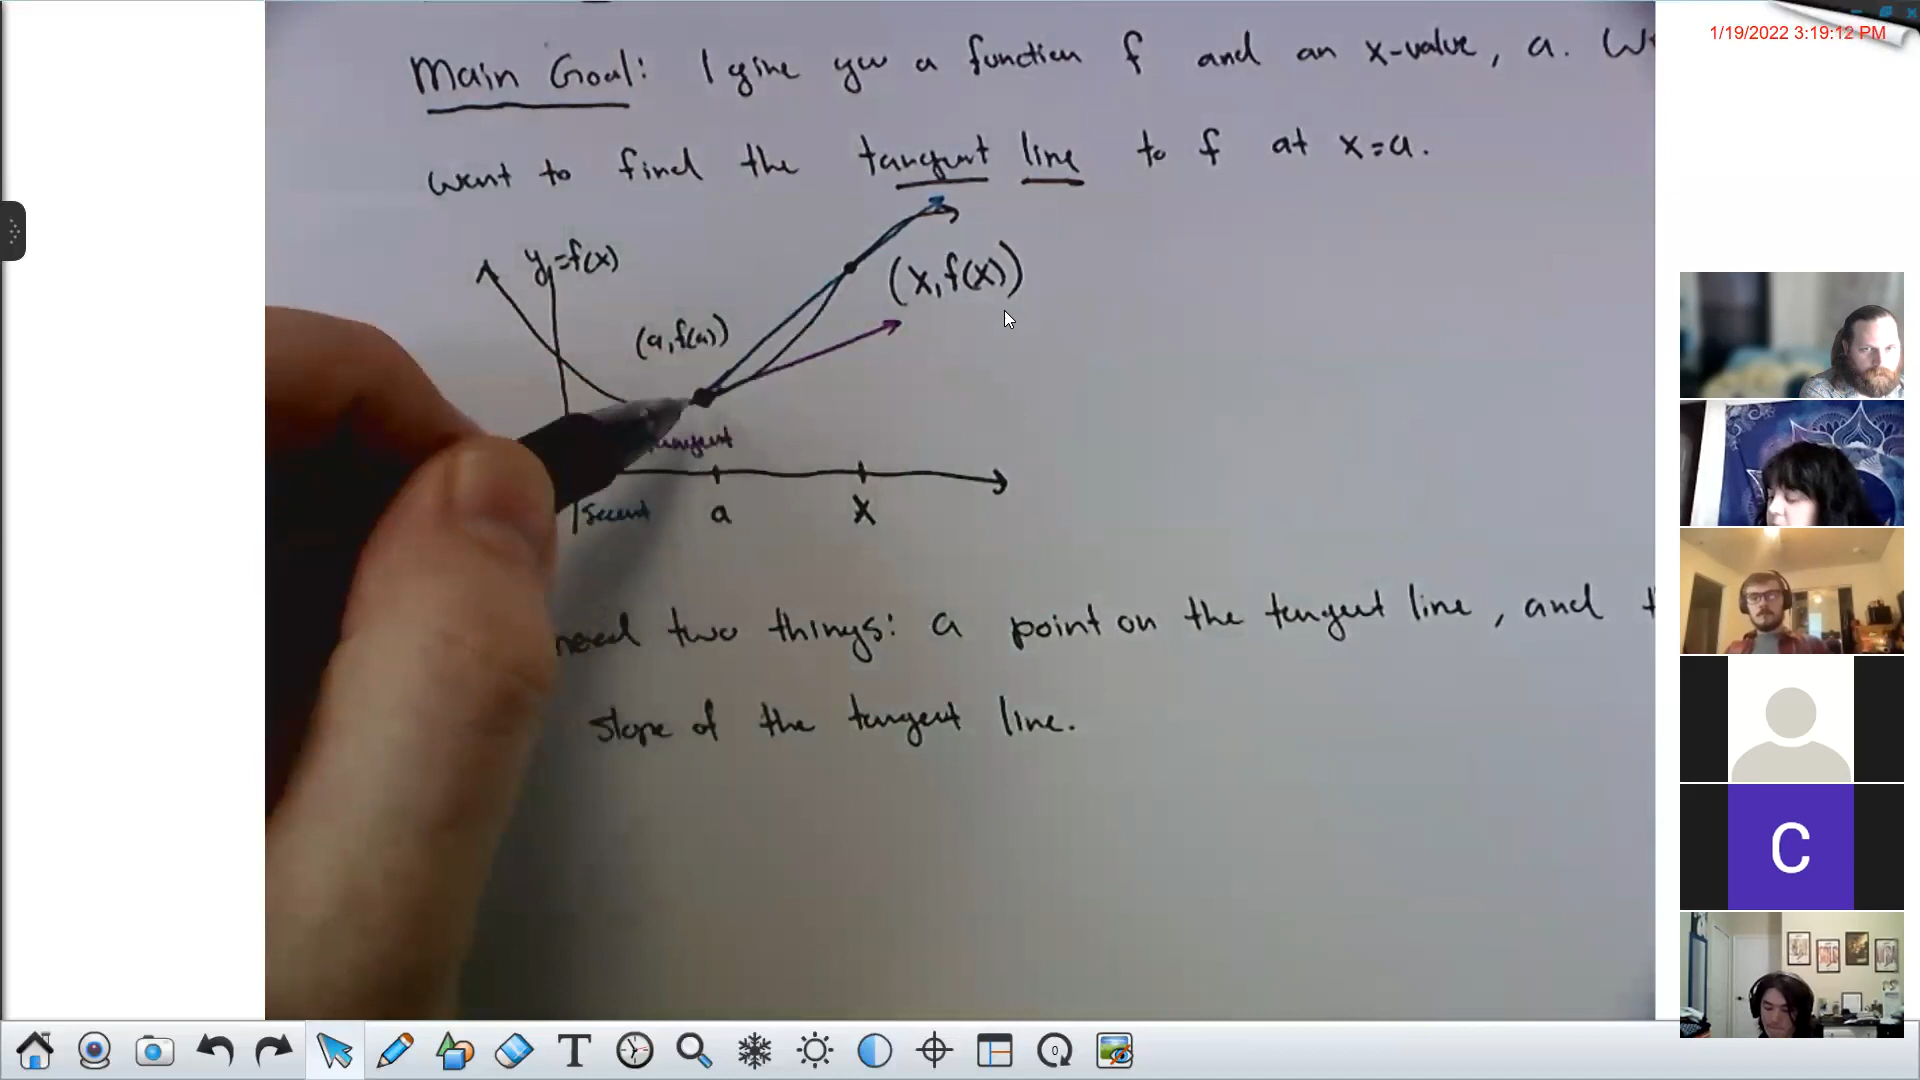 1/19/2022 3:19:12 PM
Main Goal: I give you a function f and an x-value, a. W
want to find the tangent line to f at x=a.
y=f(x)
(x,f(x))
(a,f(a))
tangent
Secant
a
x
need two things: a point on the tangent line, and t
slope of the tangent line.
C
T
0